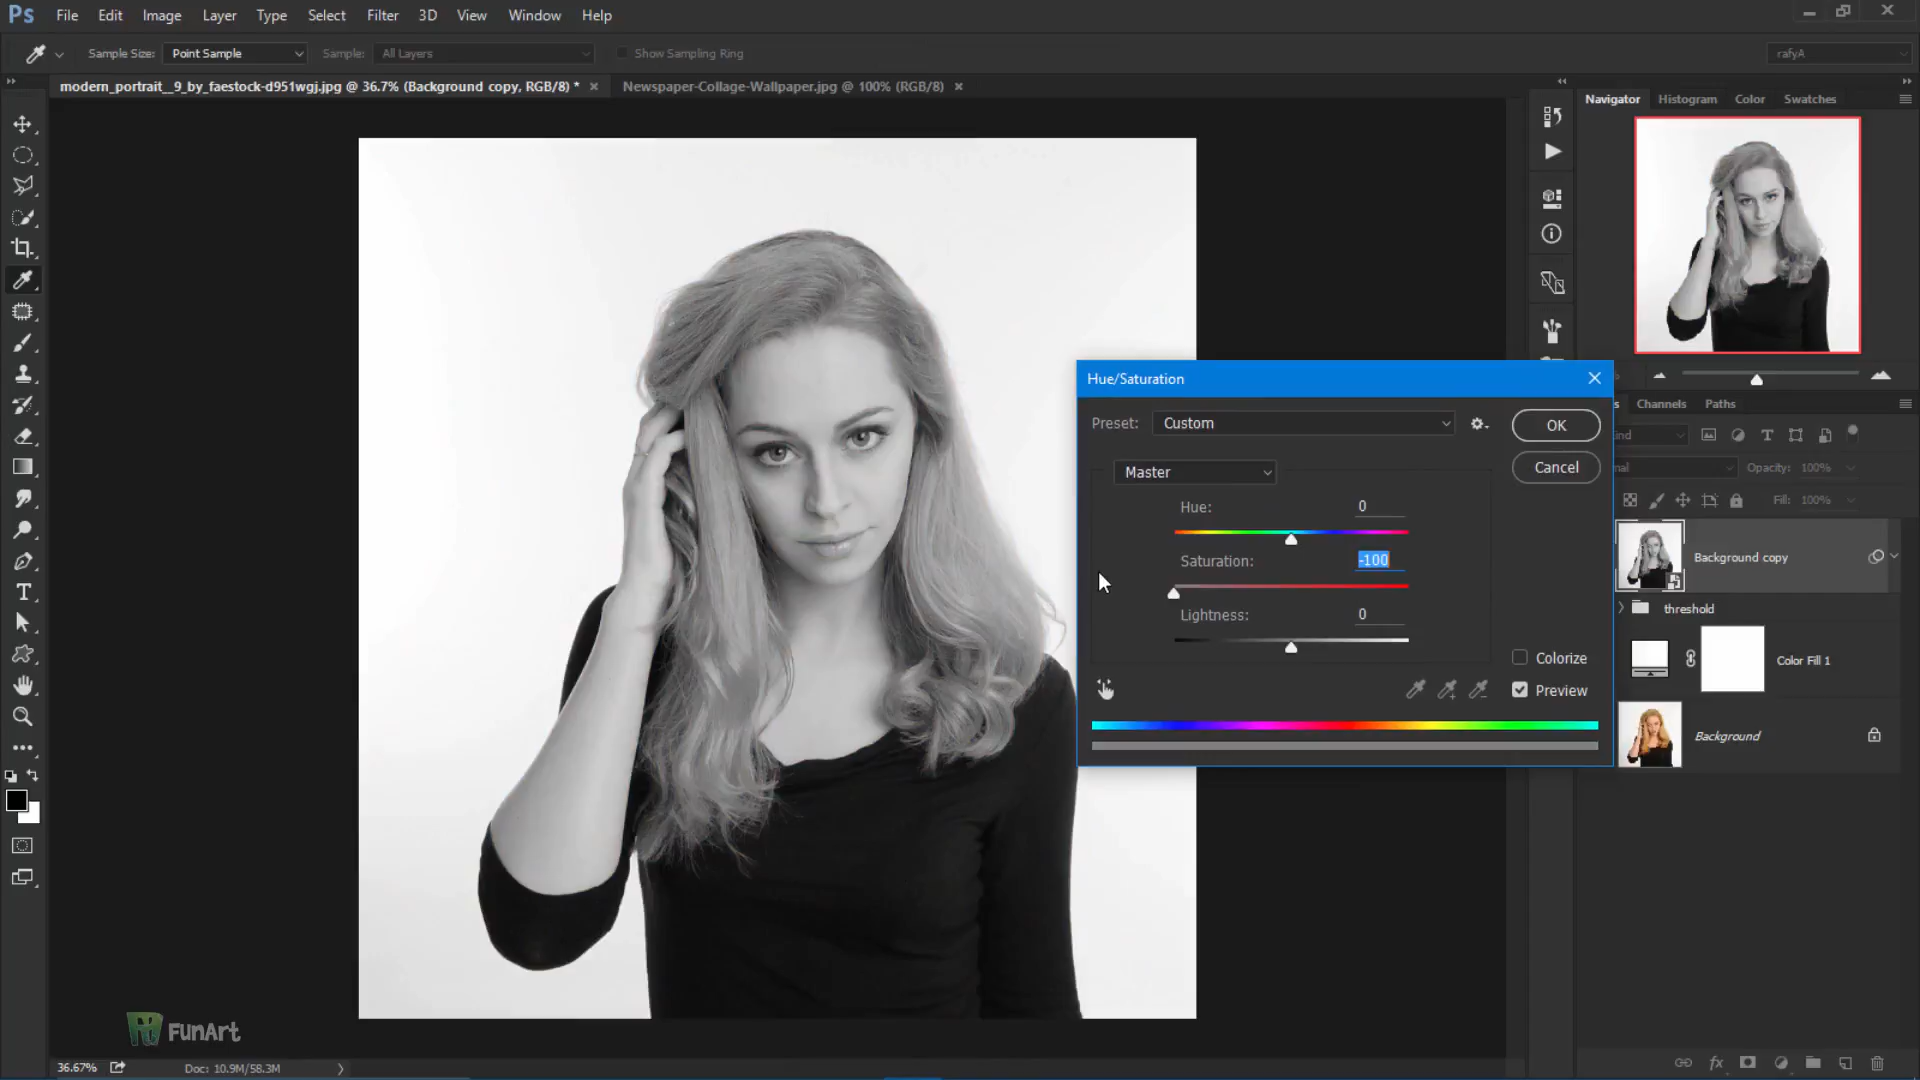 Ps File Edit Image Layer Type Select Filter 3D View Window Help
Sample Size: Point Sample Sample: All Layers Show Sampling Ring rafyA
modern_portrait__9_by_faestock-d951wgj.jpg @ 36.7% (Background copy, RGB/8) * Newspaper-Collage-Wallpaper.jpg @ 100% (RGB/8)
Navigator Histogram Color Swatches
Hue/Saturation
Preset: Custom OK
Cancel
Master
Hue: 0
Saturation: -100
Lightness: 0
Colorize
Preview
Channels Paths
Opacity: 100%
Fill: 100%
Background copy
threshold
Color Fill 1
Background
FunArt
36.67% Doc: 10.9M/58.3M